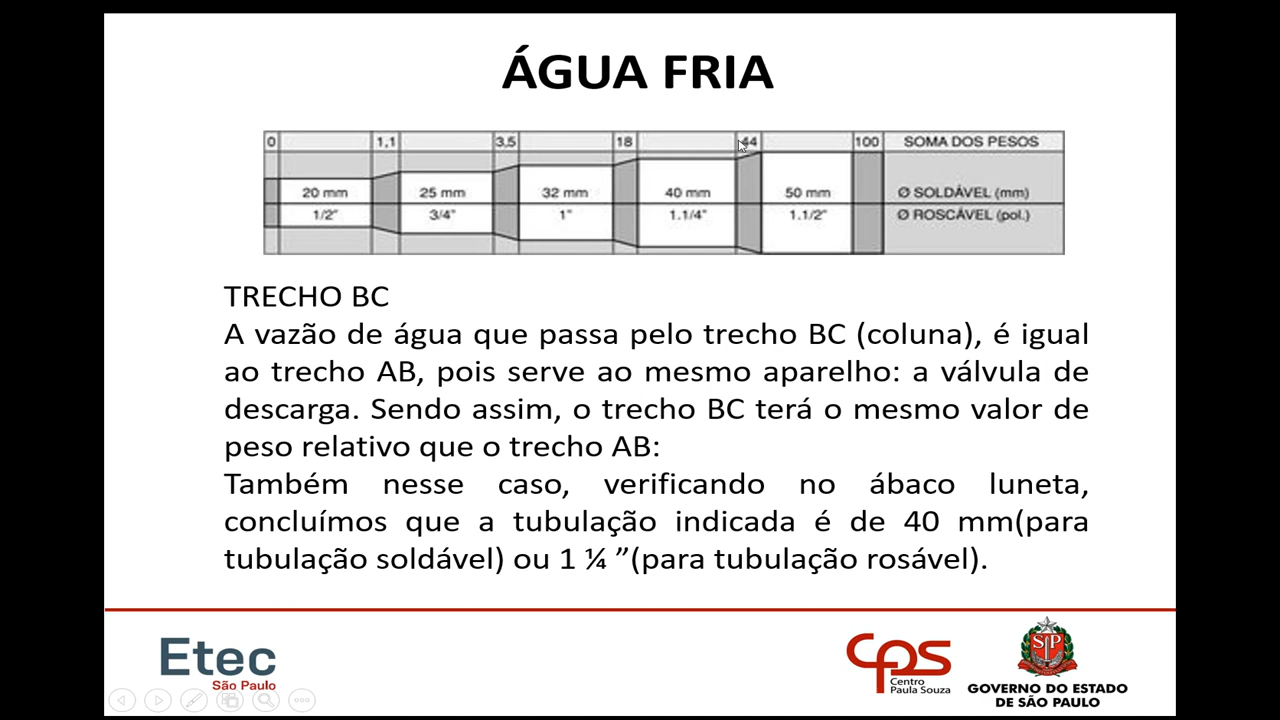 ÁGUA FRIA
0 1,1 3,5 18 44 100 SOMA DOS PESOS
20 mm 25 mm 32 mm 40 mm 50 mm Ø SOLDÁVEL (mm)
1/2" 3/4" 1" 1.1/4" 1.1/2" Ø ROSCÁVEL (pol.)
TRECHO BC
A vazão de água que passa pelo trecho BC (coluna), é igual
ao trecho AB, pois serve ao mesmo aparelho: a válvula de
descarga. Sendo assim, o trecho BC terá o mesmo valor de
peso relativo que o trecho AB:
Também nesse caso, verificando no ábaco luneta,
concluímos que a tubulação indicada é de 40 mm(para
tubulação soldável) ou 1 ¼ ”(para tubulação rosável).
Etec
São Paulo
CPS
Centro
Paula Souza
SP
GOVERNO DO ESTADO
DE SÃO PAULO